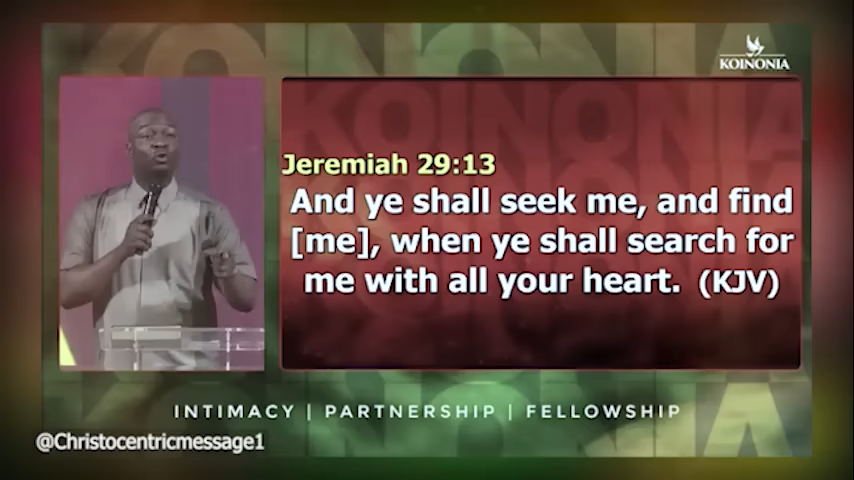 KOINONIA
KOINONIA
Jeremiah 29:13
And ye shall seek me, and find
[me], when ye shall search for
me with all your heart. (KJV)
INTIMACY | PARTNERSHIP | FELLOWSHIP
@Christocentricmessage1